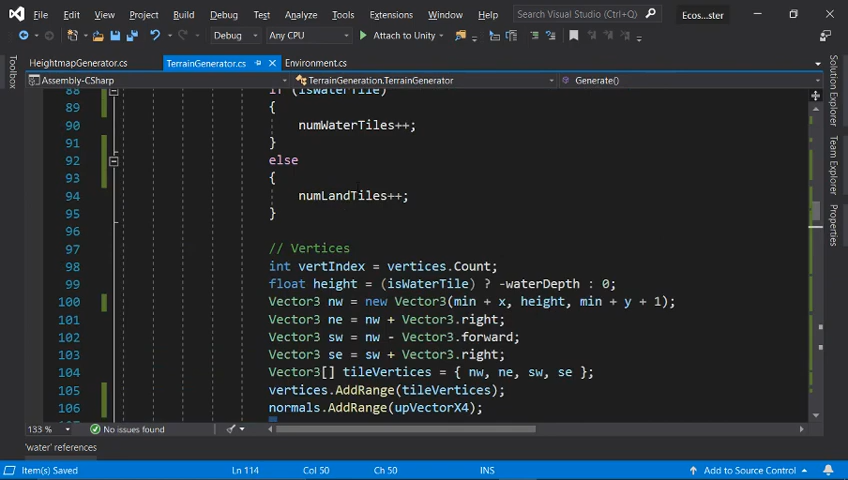 File Edit View Git Project Build Debug Test Analyze Tools Extensions Window Help Search Visual Studio (Ctrl+Q) Ecos...ster
Debug Any CPU Attach to Unity
Toolbox
HeightmapGenerator.cs TerrainGenerator.cs Environment.cs
Assembly-CSharp TerrainGeneration.TerrainGenerator Generate()
88 if (isWaterTile)
89 {
90 numWaterTiles++;
91 }
92 else
93 {
94 numLandTiles++;
95 }
96
97 // Vertices
98 int vertIndex = vertices.Count;
99 float height = (isWaterTile) ? -waterDepth : 0;
100 Vector3 nw = new Vector3(min + x, height, min + y + 1);
101 Vector3 ne = nw + Vector3.right;
102 Vector3 sw = nw - Vector3.forward;
103 Vector3 se = sw + Vector3.right;
104 Vector3[] tileVertices = { nw, ne, sw, se };
105 vertices.AddRange(tileVertices);
106 normals.AddRange(upVectorX4);
Solution Explorer
Team Explorer
Properties
133 % No issues found
'water' references
Item(s) Saved Ln 114 Col 50 Ch 50 INS Add to Source Control